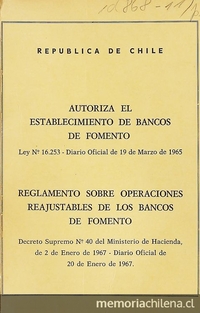 REPUBLICA DE CHILE
AUTORIZA EL
ESTABLECIMIENTO DE BANCOS
DE FOMENTO
Ley Nº 16.253 - Diario Oficial de 19 de Marzo de 1965
REGLAMENTO SOBRE OPERACIONES
REAJUSTABLES DE LOS BANCOS
DE FOMENTO
Decreto Supremo Nº 40 del Ministerio de Hacienda,
de 2 de Enero de 1967 - Diario Oficial de
20 de Enero de 1967.
memoriachilena.cl